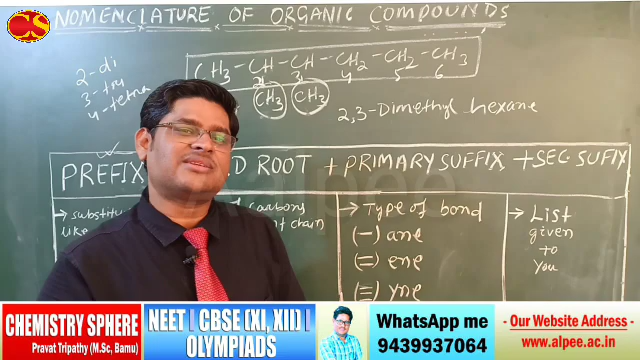 CS
NOMENCLATURE OF ORGANIC COMPOUNDS
2-di
3-tri
4-tetra
CH3-CH-CH-CH2-CH2-CH3
2 3 4 5 6
CH3 CH3
2,3-Dimethyl hexane
PREFIX RD ROOT + PRIMARY SUFFIX + SEC. SUFIX
→ substitu
like
carbons
chain
→ Type of bond
(−) ane
(=) ene
(≡) yne
→ List
given
to
you
Alpee
CHEMISTRY SPHERE
Pravat Tripathy (M.Sc, Bamu)
NEET | CBSE (XI, XII) |
OLYMPIADS
WhatsApp me
9439937064
- Our Website Address -
www.alpee.ac.in